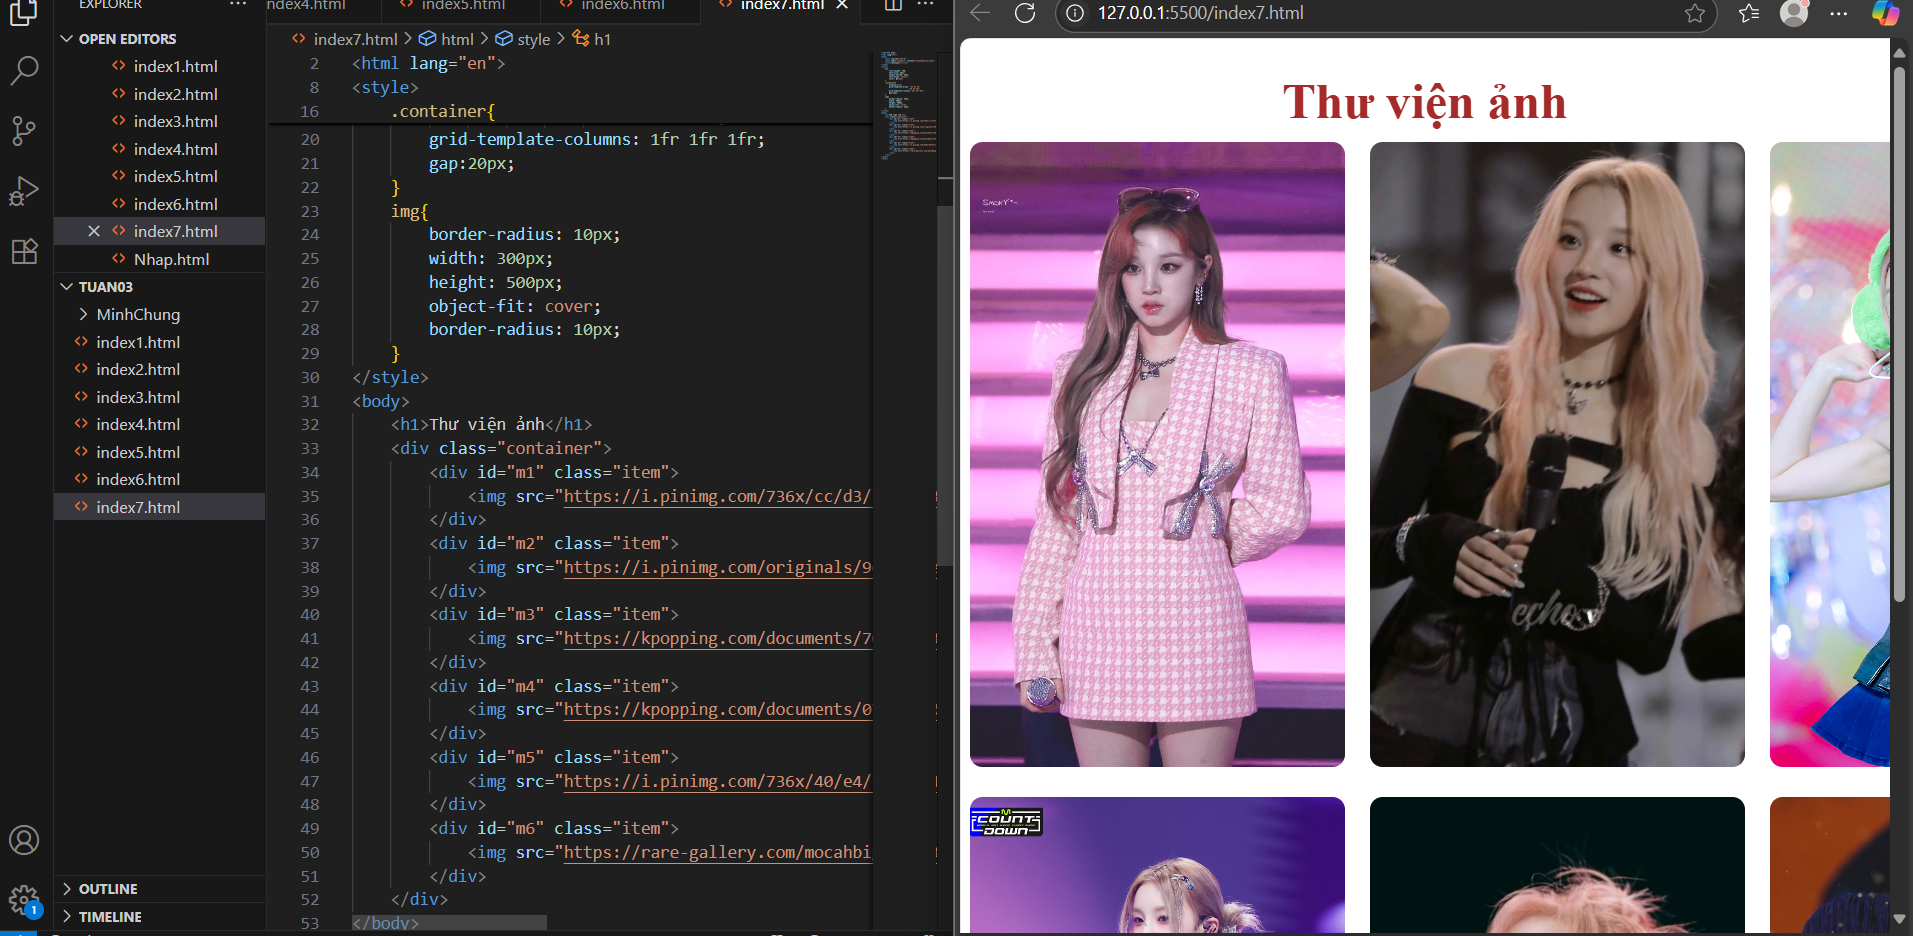 EXPLORER
OPEN EDITORS
index1.html
index2.html
index3.html
index4.html
index5.html
index6.html
index7.html
Nhap.html
TUAN03
MinhChung
index1.html
index2.html
index3.html
index4.html
index5.html
index6.html
index7.html
OUTLINE
TIMELINE
1
ndex4.html index5.html index6.html index7.html
index7.html > html > style > h1
2 <html lang="en">
8 <style>
16 .container{
20 grid-template-columns: 1fr 1fr 1fr;
21 gap:20px;
22 }
23 img{
24 border-radius: 10px;
25 width: 300px;
26 height: 500px;
27 object-fit: cover;
28 border-radius: 10px;
29 }
30 </style>
31 <body>
32 <h1>Thư viện ảnh</h1>
33 <div class="container">
34 <div id="m1" class="item">
35 <img src="https://i.pinimg.com/736x/cc/d3/
36 </div>
37 <div id="m2" class="item">
38 <img src="https://i.pinimg.com/originals/9
39 </div>
40 <div id="m3" class="item">
41 <img src="https://kpopping.com/documents/7
42 </div>
43 <div id="m4" class="item">
44 <img src="https://kpopping.com/documents/0
45 </div>
46 <div id="m5" class="item">
47 <img src="https://i.pinimg.com/736x/40/e4/
48 </div>
49 <div id="m6" class="item">
50 <img src="https://rare-gallery.com/mocahbi
51 </div>
52 </div>
53 </body>
127.0.0.1:5500/index7.html
Thư viện ảnh
SMOKY
echo
M
COUNT
DOWN